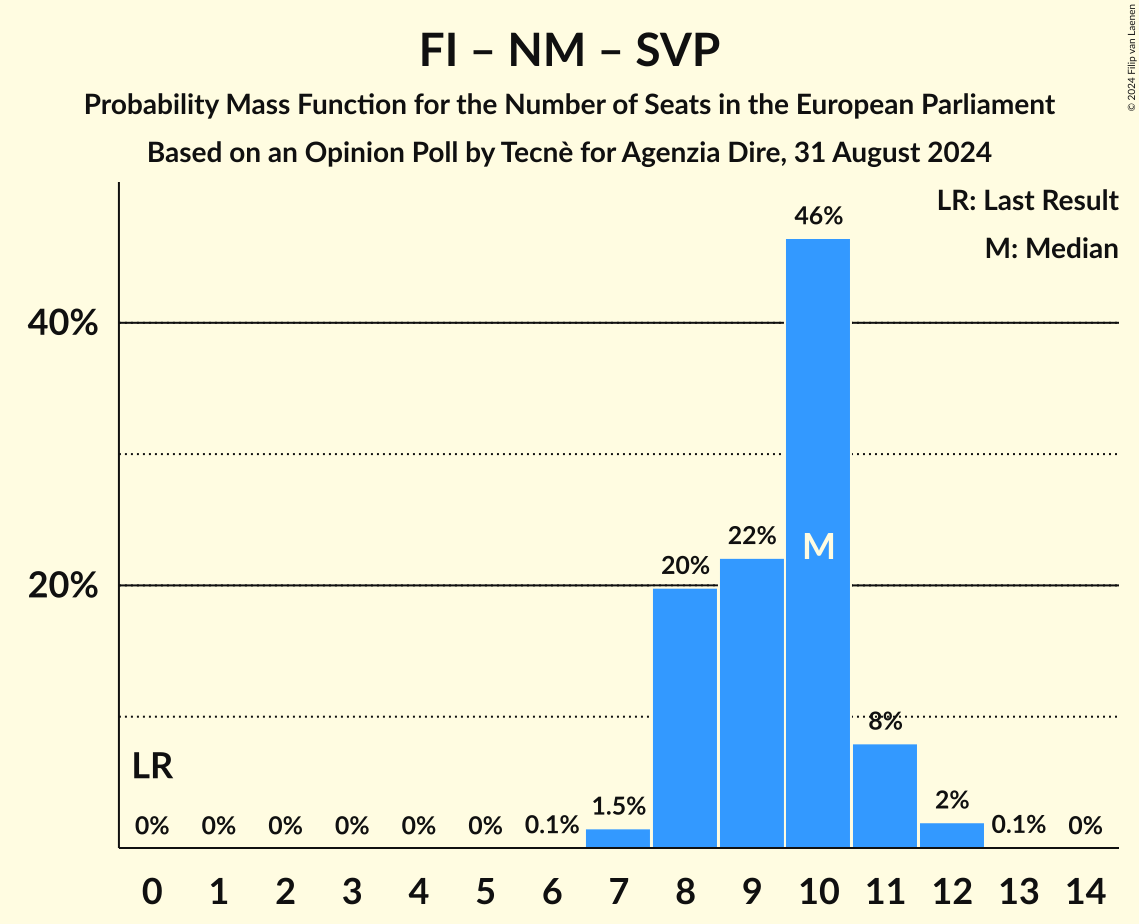 FI – NM – SVP
Probability Mass Function for the Number of Seats in the European Parliament
Based on an Opinion Poll by Tecnè for Agenzia Dire, 31 August 2024
© 2024 Filip van Laenen
LR: Last Result
M: Median
46%
40%
22%
M
20%
20%
8%
LR
0% 0% 0% 0% 0% 0% 0.1% 1.5% 2% 0.1% 0%
0 1 2 3 4 5 6 7 8 9 10 11 12 13 14